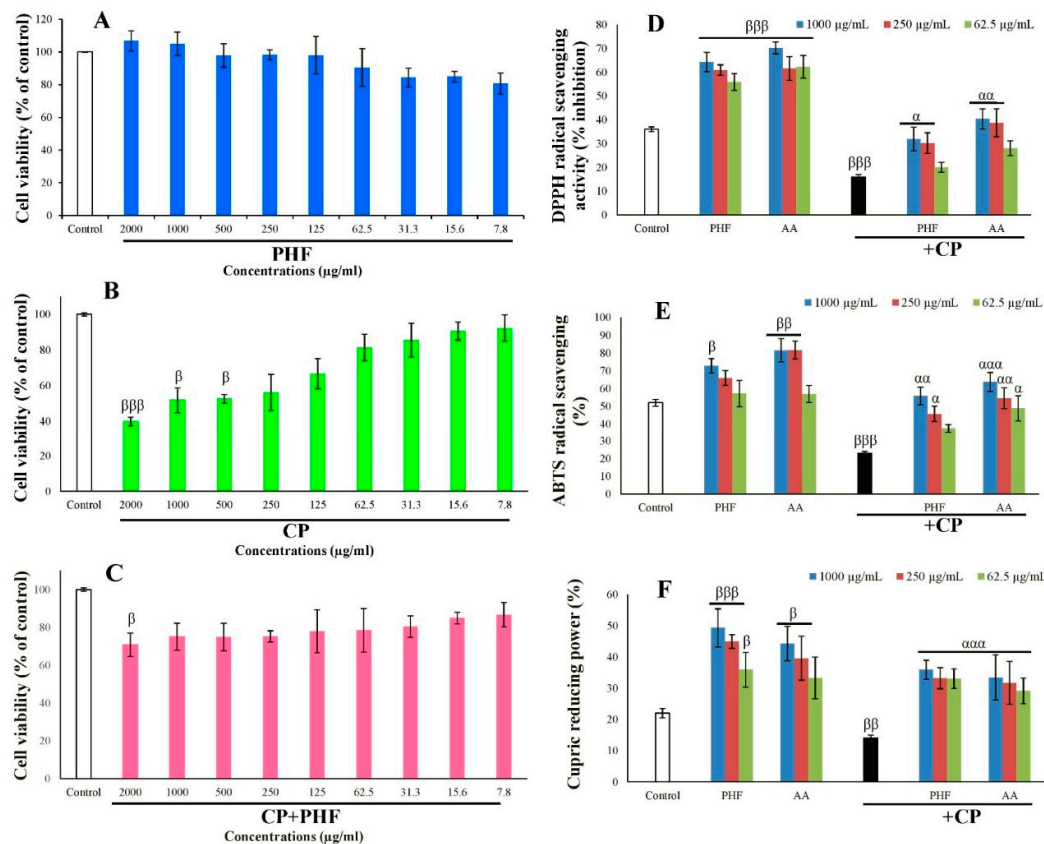 A
Cell viability (% of control)
120
100
80
60
40
20
0
Control
2000
1000
500
250
125
62.5
31.3
15.6
7.8
PHF
Concentrations (µg/ml)
B
Cell viability (% of control)
100
80
60
40
20
0
βββ
β
β
Control
2000
1000
500
250
125
62.5
31.3
15.6
7.8
CP
Concentrations (µg/ml)
C
Cell viability (% of control)
100
80
60
40
20
0
β
Control
2000
1000
500
250
125
62.5
31.3
15.6
7.8
CP+PHF
Concentrations (µg/ml)
D
1000 µg/mL
250 µg/mL
62.5 µg/mL
DPPH radical scavenging
activity (% inhibition)
80
70
60
50
40
30
20
10
0
βββ
βββ
α
αα
Control
PHF
AA
PHF
AA
+CP
E
1000 µg/mL
250 µg/mL
62.5 µg/mL
ABTS radical scavenging
(%)
100
90
80
70
60
50
40
30
20
10
0
β
ββ
βββ
αα
α
ααα
αα
α
Control
PHF
AA
PHF
AA
+CP
F
1000 µg/mL
250 µg/mL
62.5 µg/mL
Cupric reducing power (%)
60
50
40
30
20
10
0
βββ
β
β
ββ
ααα
Control
PHF
AA
PHF
AA
+CP